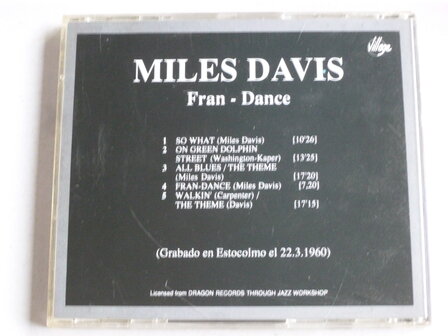 Village
MILES DAVIS
Fran - Dance
1 SO WHAT (Miles Davis) [10'26]
2 ON GREEN DOLPHIN
STREET (Washington-Kaper) [13'25]
3 ALL BLUES / THE THEME
(Miles Davis) [17'20]
4 FRAN-DANCE (Miles Davis) [7,20]
5 WALKIN' (Carpenter) /
THE THEME (Davis) [17'15]
(Grabado en Estocolmo el 22.3.1960)
Licensed from DRAGON RECORDS THROUGH JAZZ WORKSHOP